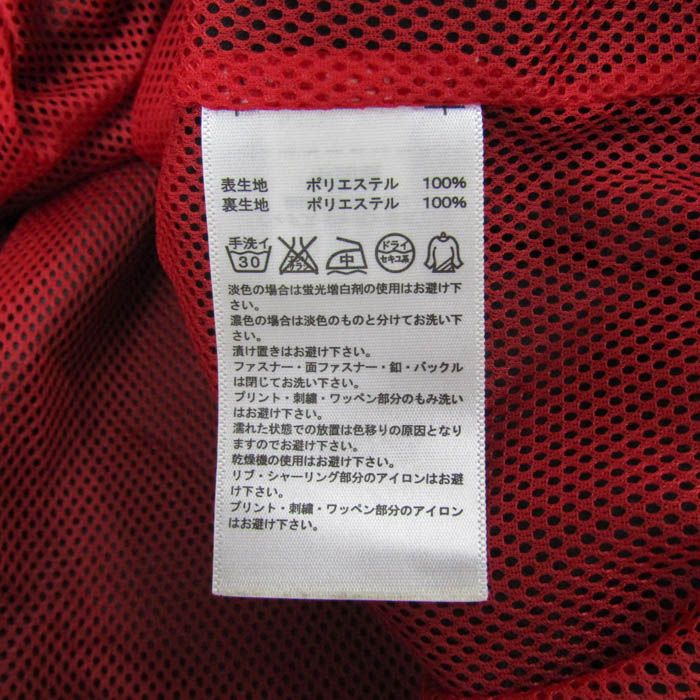 表生地 ポリエステル 100%
裏生地 ポリエステル 100%
手洗イ
30 エンソサラシ 中 ドライ セキユ系
淡色の場合は蛍光増白剤の使用はお避け下
さい。
濃色の場合は淡色のものと分けてお洗い下
さい。
漬け置きはお避け下さい。
ファスナー・面ファスナー・釦・バックル
は閉じてお洗い下さい。
プリント・刺繍・ワッペン部分のもみ洗い
はお避け下さい。
濡れた状態での放置は色移りの原因となり
ますのでお避け下さい。
乾燥機の使用はお避け下さい。
リブ・シャーリング部分のアイロンはお避
け下さい。
プリント・刺繍・ワッペン部分のアイロン
はお避け下さい。